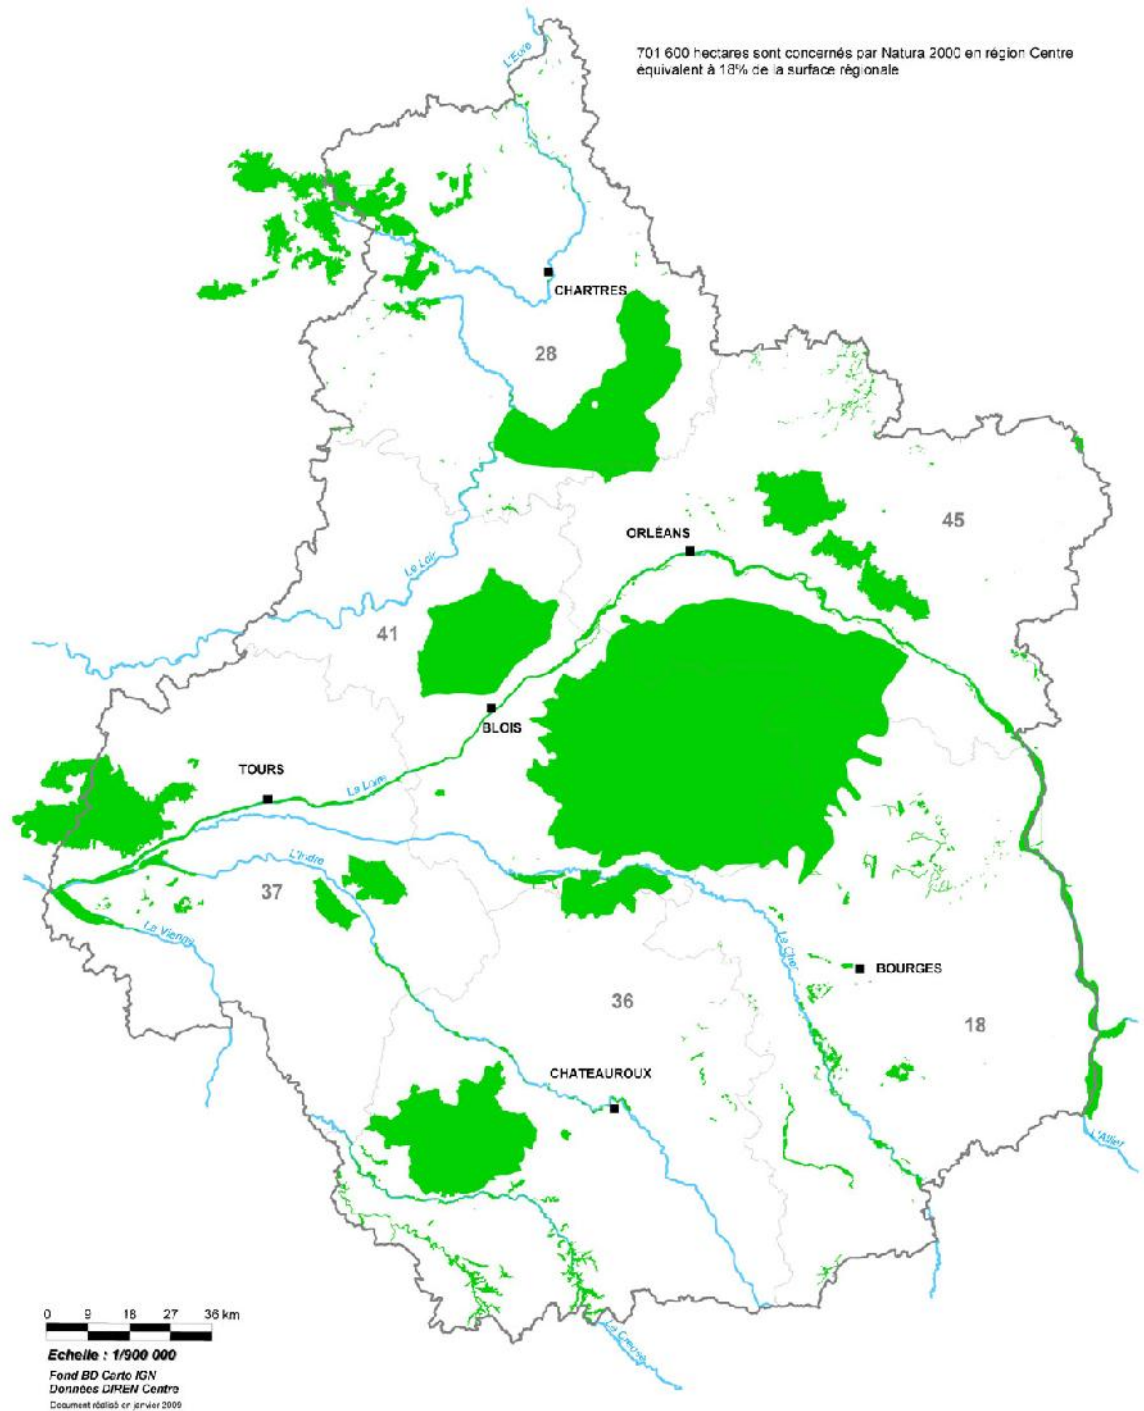 L'Eure
701 600 hectares sont concernés par Natura 2000 en région Centre
équivalent à 18% de la surface régionale
CHARTRES
28
ORLÉANS
45
Le Loir
41
BLOIS
TOURS
La Loire
L'Indre
37
La Vienne
Le Cher
BOURGES
36
18
CHATEAUROUX
L'Allier
La Creuse
0 9 18 27 36 km
Echelle : 1/900 000
Fond BD Carto IGN
Données DIREN Centre
Document réalisé en janvier 2009